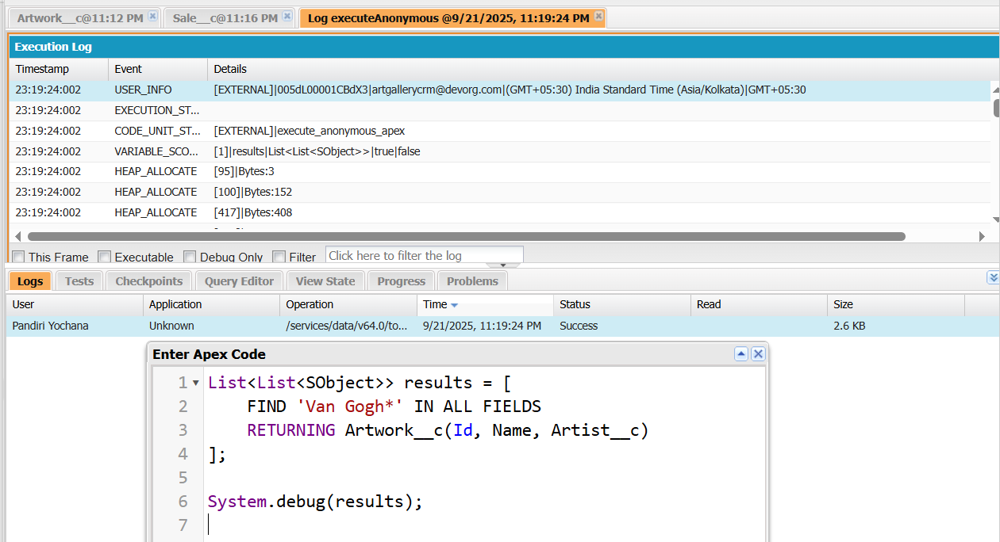 Artwork__c@11:12 PM Sale__c@11:16 PM Log executeAnonymous @9/21/2025, 11:19:24 PM
Execution Log
Timestamp Event Details
23:19:24:002 USER_INFO [EXTERNAL]|005dL00001CBdX3|artgallerycrm@devorg.com|(GMT+05:30) India Standard Time (Asia/Kolkata)|GMT+05:30
23:19:24:002 EXECUTION_ST...
23:19:24:002 CODE_UNIT_ST... [EXTERNAL]|execute_anonymous_apex
23:19:24:002 VARIABLE_SCO... [1]|results|List<List<SObject>>|true|false
23:19:24:002 HEAP_ALLOCATE [95]|Bytes:3
23:19:24:002 HEAP_ALLOCATE [100]|Bytes:152
23:19:24:002 HEAP_ALLOCATE [417]|Bytes:408
This Frame Executable Debug Only Filter Click here to filter the log
Logs Tests Checkpoints Query Editor View State Progress Problems
User Application Operation Time Status Read Size
Pandiri Yochana Unknown /services/data/v64.0/to... 9/21/2025, 11:19:24 PM Success 2.6 KB
Enter Apex Code
1 List<List<SObject>> results = [
2 FIND 'Van Gogh*' IN ALL FIELDS
3 RETURNING Artwork__c(Id, Name, Artist__c)
4 ];
5
6 System.debug(results);
7